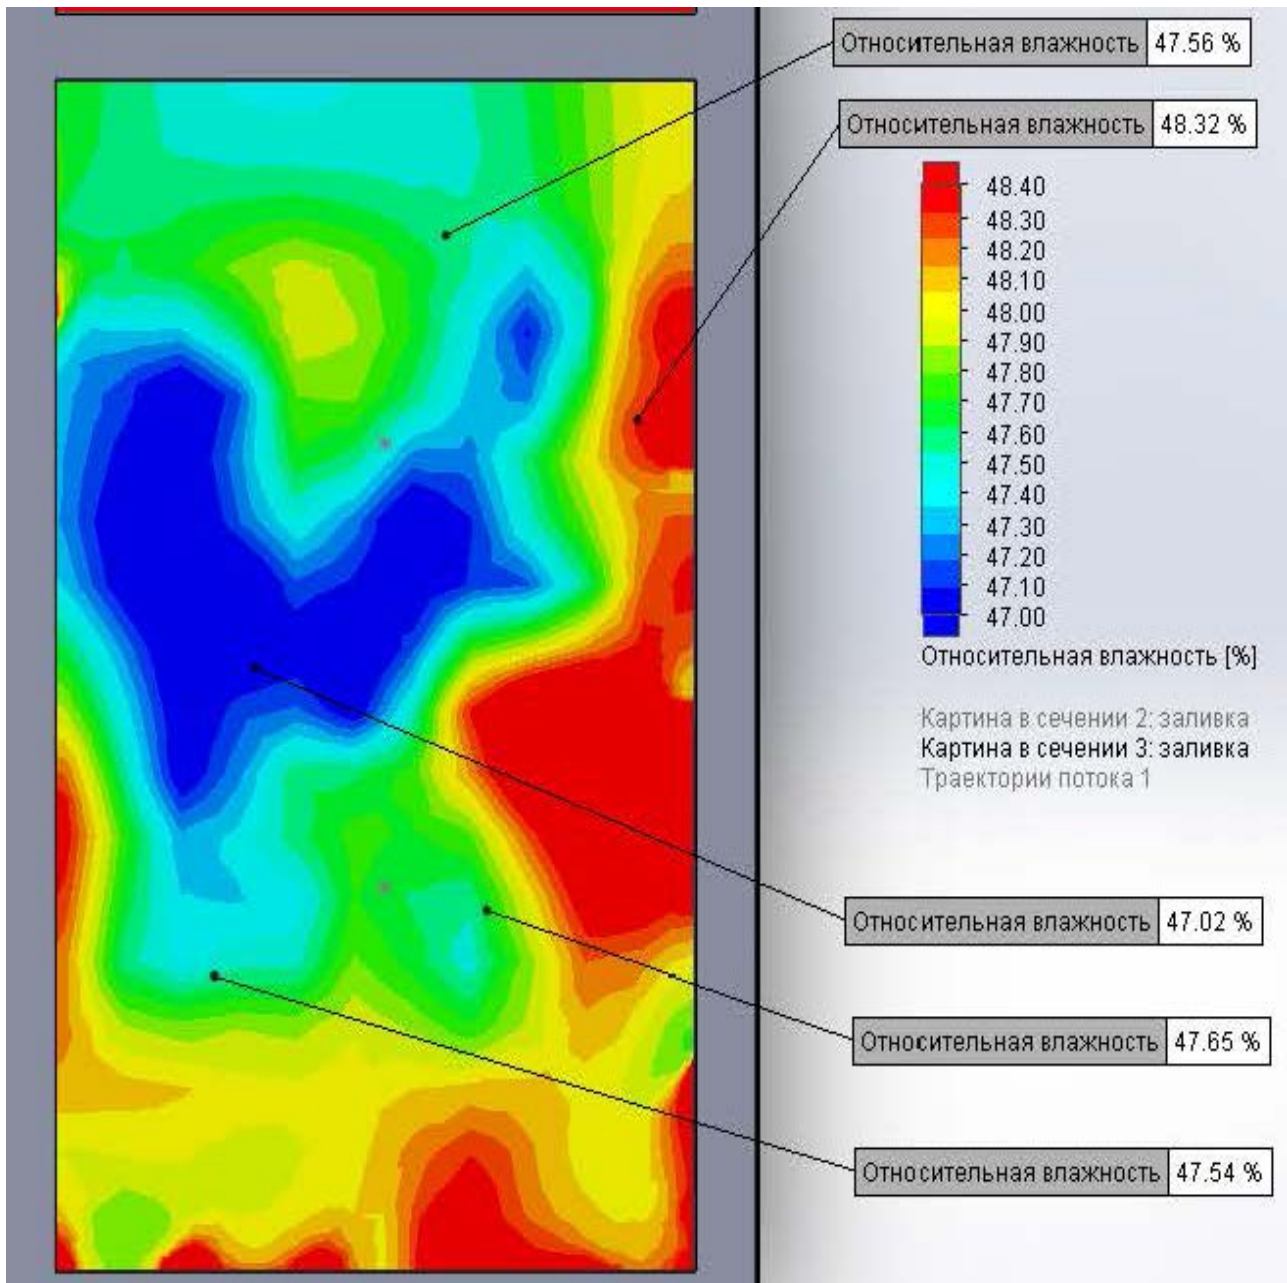 Относительная влажность 47.56 %
Относительная влажность 48.32 %
48.40
48.30
48.20
48.10
48.00
47.90
47.80
47.70
47.60
47.50
47.40
47.30
47.20
47.10
47.00
Относительная влажность [%]
Картина в сечении 2: заливка
Картина в сечении 3: заливка
Траектории потока 1
Относительная влажность 47.02 %
Относительная влажность 47.65 %
Относительная влажность 47.54 %